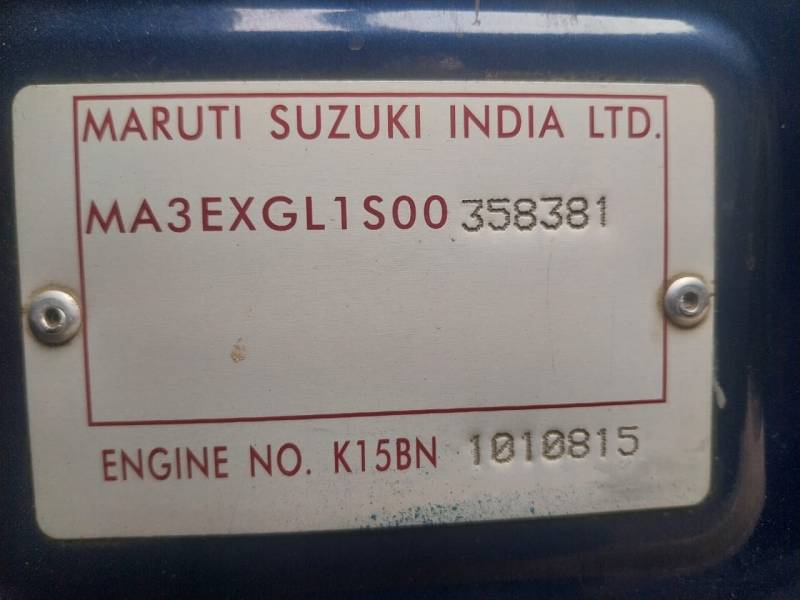 MARUTI SUZUKI INDIA LTD.
MA3EXGL1S00 358381
ENGINE NO. K15BN 1010815